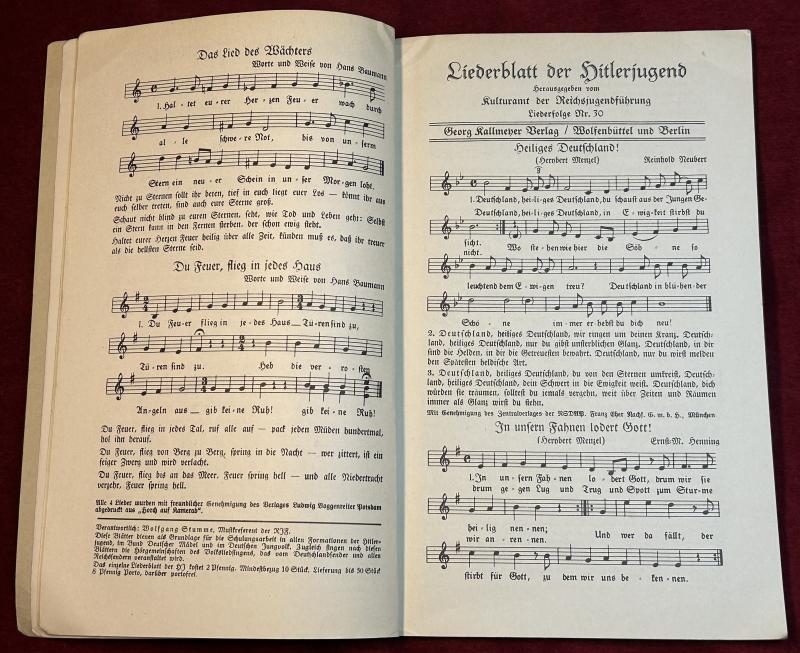 Das Lied des Wächters
Worte und Weise von Hans Baumann
1. Hal - tet eu - rer Her - zen Feu - er wach durch
al - le schwe - re Not, bis von un - serm
Stern ein neu - er Schein in un - ser Mor - gen loht.
Nicht zu Sternen sollt ihr beten, tief in euch liegt euer Los — könnt ihr aus
euch selber treten, sind auch eure Sterne groß.
Schaut nicht blind zu euren Sternen, seht, wie Tod und Leben geht: Selbst
ein Stern kann in den Fernen sterben, der schon ewig steht.
Haltet eurer Herzen Feuer heilig über alle Zeit, künden muß es, daß ihr treuer
als die hellsten Sterne seid.
Du Feuer, flieg in jedes Haus
Worte und Weise von Hans Baumann
1. Du Feu-er flieg in je-des Haus Türen find zu,
Tü-ren find zu. Heb die ver-ro-sten
An-geln aus gib kei-ne Ruh! gib kei-ne Ruh!
Du Feuer, flieg in jedes Tal, ruf alle auf — pack jeden Müden hundertmal,
hol ihn herauf.
Du Feuer, flieg von Berg zu Berg, spring in die Nacht — wer zittert, ist ein
feiger Zwerg und wird verlacht.
Du Feuer, flieg bis an das Meer, Feuer spring hell — und alle Niedertracht
verzehr, Feuer spring hell.
Alle 4 Lieder wurden mit freundlicher Genehmigung des Verlages Ludwig Voggenreiter Potsdam
abgedruckt aus „Horch auf Kamerad“
Verantwortlich: Wolfgang Stumme, Musikreferent der RJF.
Diese Blätter dienen als Grundlage für die Schulungsarbeit in allen Formationen der Hitler-
jugend, im Bund Deutscher Mädel und im Deutschen Jungvolk. Zugleich singen nach diesen
Blättern die Hörgemeinschaften des Volksliedsingens, das vom Deutschlandsender und allen
Reichssendern veranstaltet wird.
Das einzelne Liederblatt der HJ kostet 2 Pfennig. Mindestbezug 10 Stück. Lieferung bis 50 Stück
8 Pfennig Porto, darüber portofrei.
Liederblatt der Hitlerjugend
Herausgegeben vom
Kulturamt der Reichsjugendführung
Liederfolge Nr. 30
Georg Kallmeyer Verlag / Wolfenbüttel und Berlin
Heiliges Deutschland!
(Herybert Menzel) Reinhold Neubert
1. Deutschland, hei-li-ges Deutschland, du schaust aus der Jungen Ge-
Deutschland, hei-li-ges Deutschland, in E-wig-keit stirbst du
sicht. Wo ste-hen wie hier die Söh-ne so
nicht.
leuchtend dem E-wi-gen treu? Deutschland in blü-hen-der
Schö-ne im-mer er-hebst du dich neu!
2. Deutschland, heiliges Deutschland, wir ringen um deinen Kranz. Deutsch-
land, heiliges Deutschland, nur du gibst unsterblichen Glanz. Deutschland, in dir
sind die Helden, in dir die Getreuesten bewahrt. Deutschland, nur du wirst melden
den Spätesten heldische Art.
3. Deutschland, heiliges Deutschland, du von den Sternen umkreist, Deutsch-
land, heiliges Deutschland, dein Schwert in die Ewigkeit weist. Deutschland, dich
würden sie träumen, solltest du jemals vergehn, weit über Zeiten und Räumen
immer als Glanz wirst du stehn.
Mit Genehmigung des Zentralverlages der NSDAP. Franz Eher Nachf. G. m. b. H., München
In unsern Fahnen lodert Gott!
(Herybert Menzel) Ernst-M. Henning
1. In un-sern Fah-nen lo-dert Gott, drum wir sie
drum ge-gen Lug und Trug und Spott zum Stur-me
hei-lig nen-nen; Und wer da fällt, der
wir an-ren-nen.
stirbt für Gott, zu dem wir uns be-ken-nen.